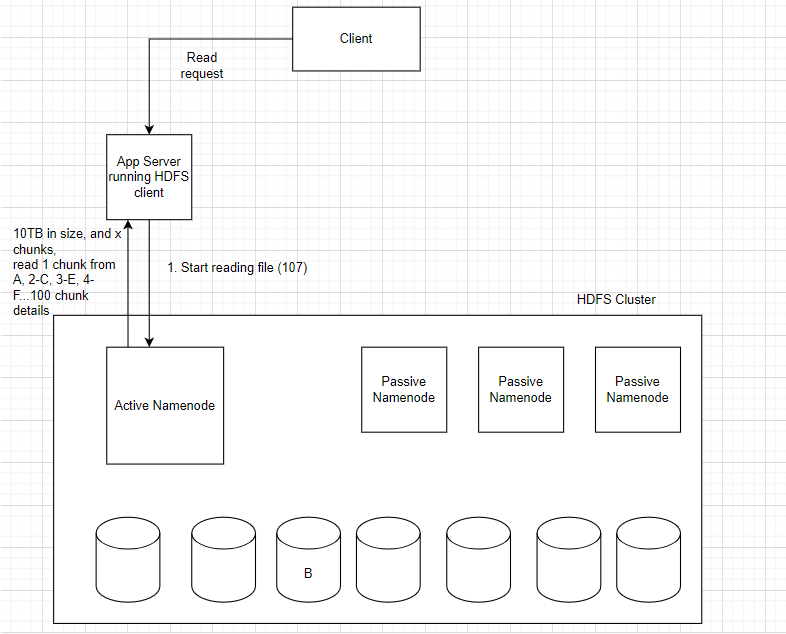 Client
Read
request
App Server
running HDFS
client
10TB in size, and x
chunks,
read 1 chunk from
A, 2-C, 3-E, 4-
F...100 chunk
details
1. Start reading file (107)
HDFS Cluster
Active Namenode
Passive
Namenode
Passive
Namenode
Passive
Namenode
B